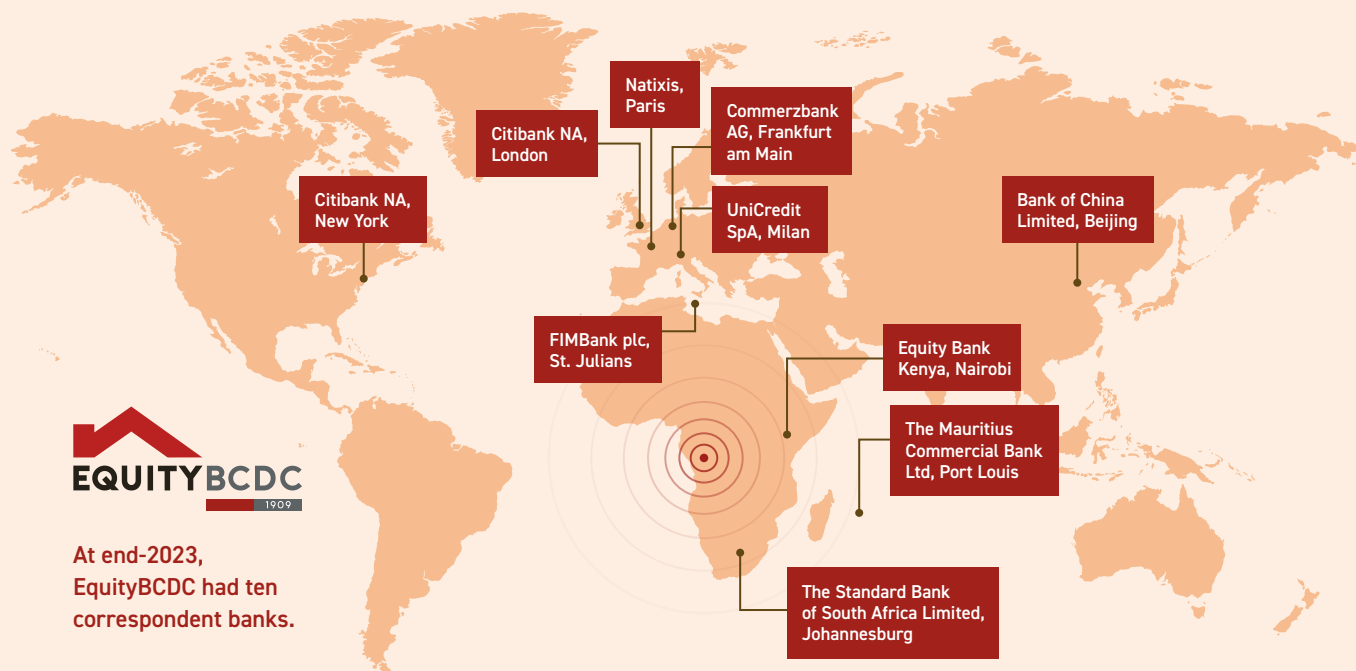 Natixis,
Paris
Commerzbank
AG, Frankfurt
am Main
Citibank NA,
London
Citibank NA,
New York
UniCredit
SpA, Milan
Bank of China
Limited, Beijing
FIMBank plc,
St. Julians
Equity Bank
Kenya, Nairobi
The Mauritius
Commercial Bank
Ltd, Port Louis
EQUITYBCDC
1909
At end-2023,
EquityBCDC had ten
correspondent banks.
The Standard Bank
of South Africa Limited,
Johannesburg